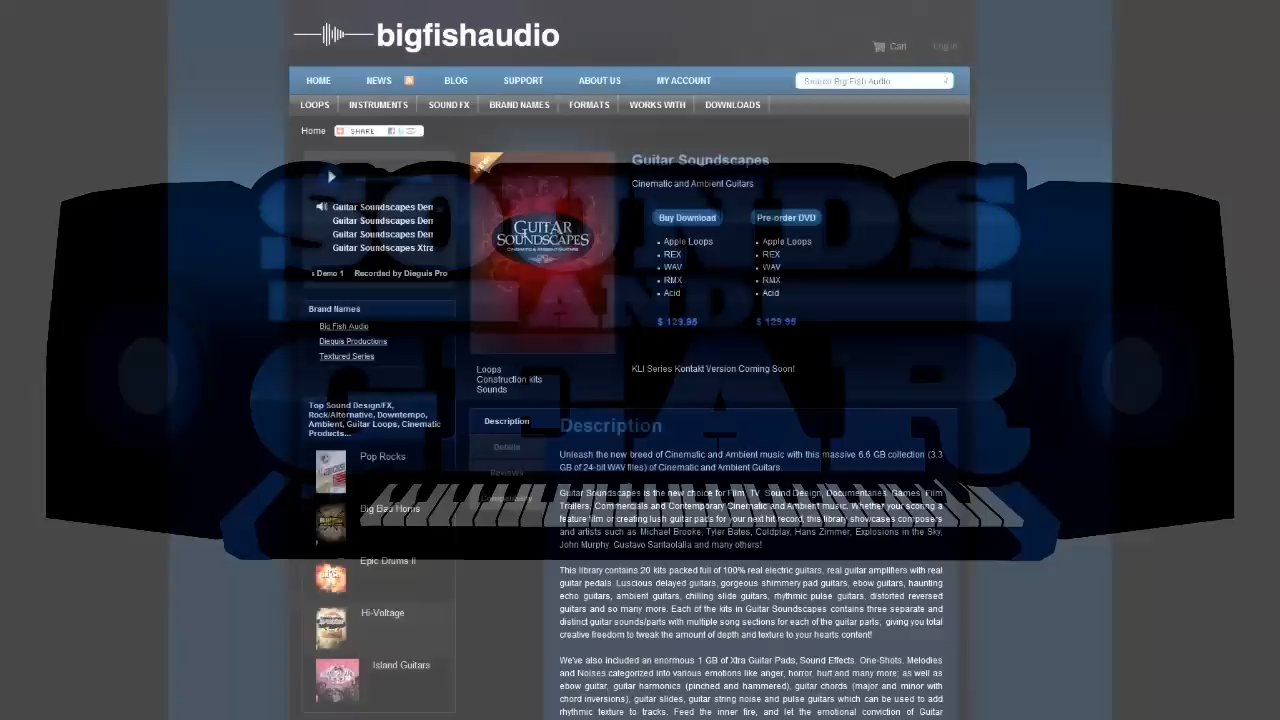 bigfishaudio
Cart
HOME NEWS BLOG SUPPORT ABOUT US MY ACCOUNT
Search Big Fish Audio
LOOPS INSTRUMENTS SOUND FX BRAND NAMES FORMATS WORKS WITH DOWNLOADS
Home SHARE
SOUNDS
AND
GEAR
NEW
GUITAR
SOUNDSCAPES
Guitar Soundscapes
Cinematic and Ambient Guitars
Buy Download Pre-order DVD
Apple Loops Apple Loops
REX REX
WAV WAV
RMX RMX
Acid Acid
$ 129.95 $ 129.95
KLI Series Kontakt Version Coming Soon!
Guitar Soundscapes Den
Guitar Soundscapes Den
Guitar Soundscapes Den
Guitar Soundscapes Xtra
s Demo 1 Recorded by Dieguis Pro
Brand Names
Big Fish Audio
Dieguis Productions
Textured Series
Loops
Construction kits
Sounds
Top Sound Design/FX,
Rock/Alternative, Downtempo,
Ambient, Guitar Loops, Cinematic
Products...
Pop Rocks
Big Bad Horns
Epic Drums II
Hi-Voltage
Island Guitars
Description
Details
Reviews
Compatibility
Description
Unleash the new breed of Cinematic and Ambient music with this massive 6.6 GB collection (3.3
GB of 24-bit WAV files) of Cinematic and Ambient Guitars.
Guitar Soundscapes is the new choice for Film, TV, Sound Design, Documentaries, Games, Film
Trailers, Commercials and Contemporary Cinematic and Ambient music. Whether you're scoring a
feature film or creating lush guitar pads for your next hit record, this library showcases composers
and artists such as Michael Brooke, Tyler Bates, Coldplay, Hans Zimmer, Explosions in the Sky,
John Murphy, Gustavo Santaolalla and many others!
This library contains 20 kits packed full of 100% real electric guitars, real guitar amplifiers with real
guitar pedals. Luscious delayed guitars, gorgeous shimmery pad guitars, ebow guitars, haunting
echo guitars, ambient guitars, chilling slide guitars, rhythmic pulse guitars, distorted reversed
guitars and so many more. Each of the kits in Guitar Soundscapes contains three separate and
distinct guitar sounds/parts with multiple song sections for each of the guitar parts; giving you total
creative freedom to tweak the amount of depth and texture to your hearts content!
We've also included an enormous 1 GB of Xtra Guitar Pads, Sound Effects, One-Shots, Melodies
and Noises categorized into various emotions like anger, horror, hurt and many more; as well as
ebow guitar, guitar harmonics (pinched and hammered), guitar chords (major and minor with
chord inversions), guitar slides, guitar string noise and pulse guitars which can be used to add
rhythmic texture to tracks. Feed the inner fire, and let the emotional conviction of Guitar